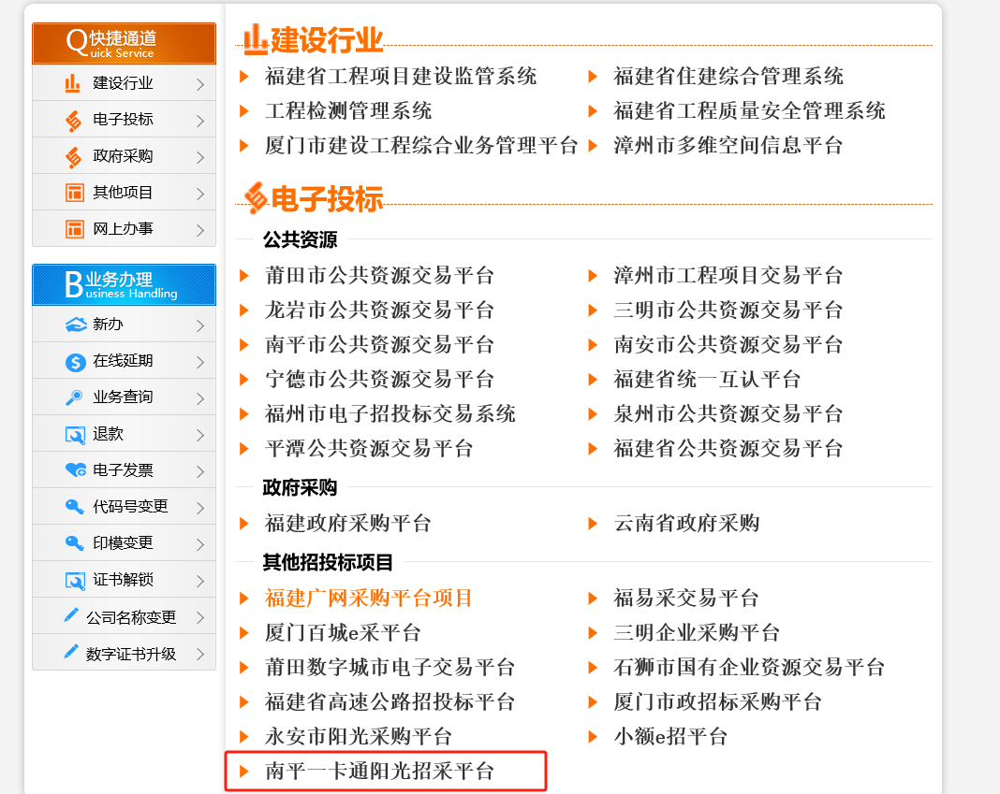 Q快捷通道
uick Service
建设行业
电子投标
政府采购
其他项目
网上办事
B业务办理
usiness Handling
新办
在线延期
业务查询
退款
电子发票
代码号变更
印模变更
证书解锁
公司名称变更
数字证书升级
建设行业
福建省工程项目建设监管系统
福建省住建综合管理系统
工程检测管理系统
福建省工程质量安全管理系统
厦门市建设工程综合业务管理平台
漳州市多维空间信息平台
电子投标
公共资源
莆田市公共资源交易平台
漳州市工程项目交易平台
龙岩市公共资源交易平台
三明市公共资源交易平台
南平市公共资源交易平台
南安市公共资源交易平台
宁德市公共资源交易平台
福建省统一互认平台
福州市电子招投标交易系统
泉州市公共资源交易平台
平潭公共资源交易平台
福建省公共资源交易平台
政府采购
福建政府采购平台
云南省政府采购
其他招投标项目
福建广网采购平台项目
福易采交易平台
厦门百城e采平台
三明企业采购平台
莆田数字城市电子交易平台
石狮市国有企业资源交易平台
福建省高速公路招投标平台
厦门市政招标采购平台
永安市阳光采购平台
小额e招平台
南平一卡通阳光招采平台